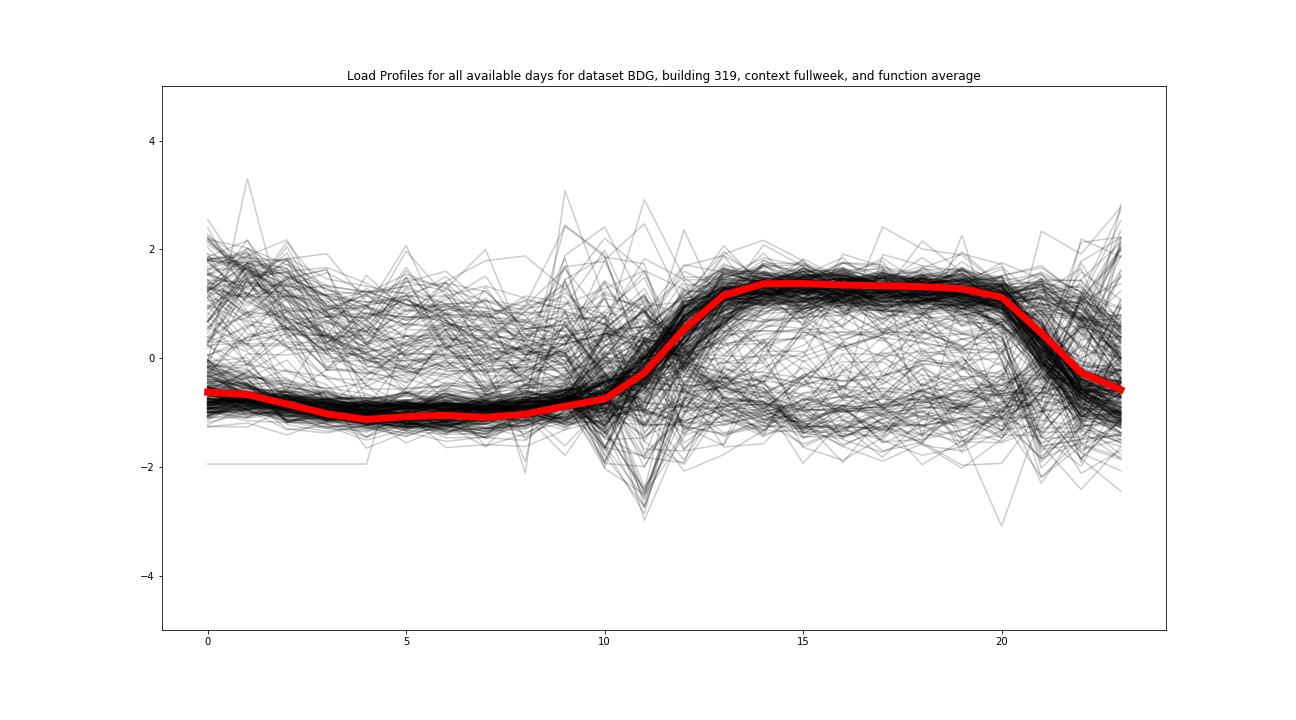 Load Profiles for all available days for dataset BDG, building 319, context fullweek, and function average
4
2
0
−2
−4
0 5 10 15 20